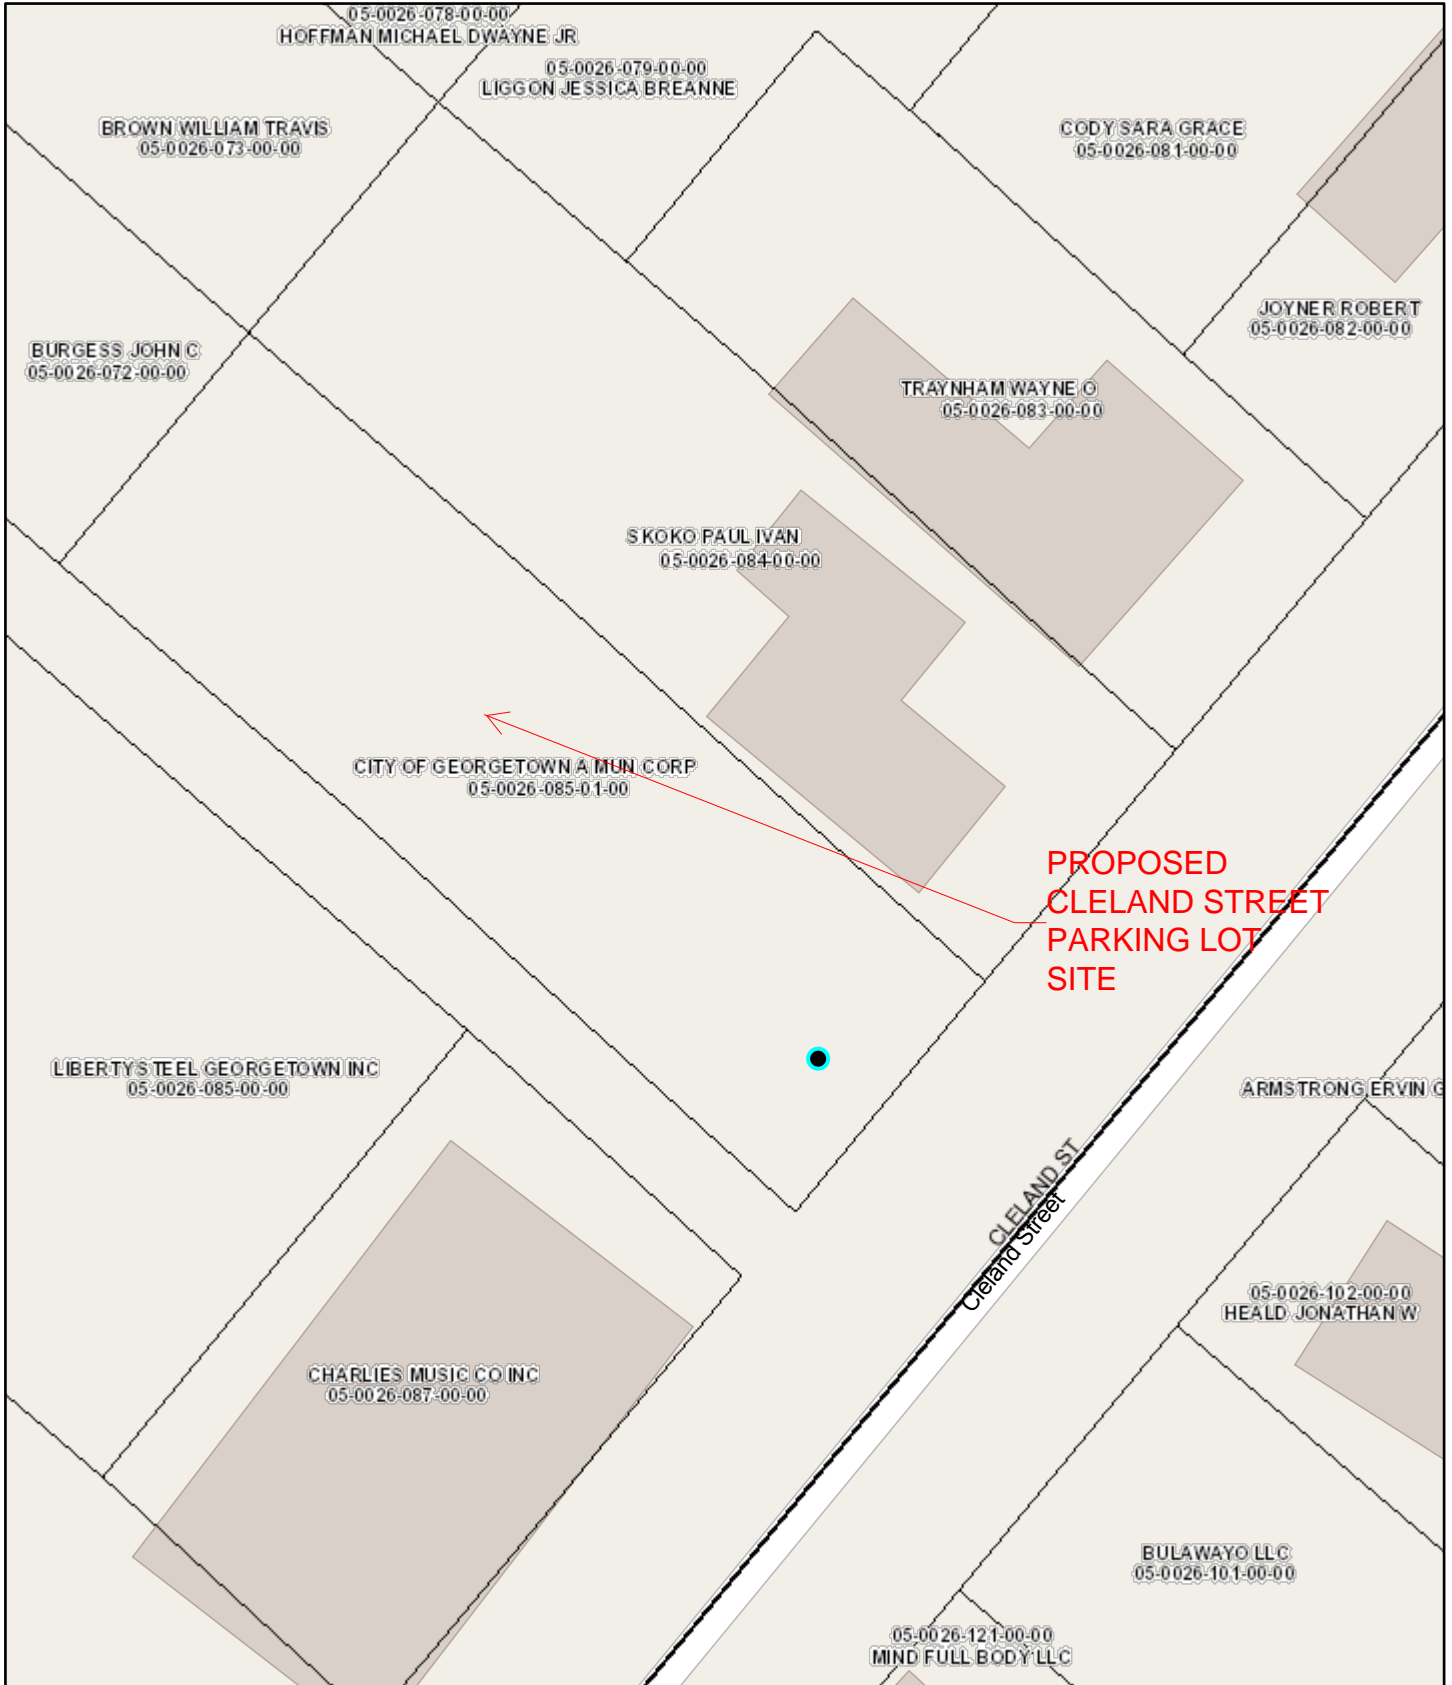 05-0026-078-00-00
HOFFMAN MICHAEL DWAYNE JR
05-0026-079-00-00
LIGGON JESSICA BREANNE
BROWN WILLIAM TRAVIS
05-0026-073-00-00
CODY SARA GRACE
05-0026-081-00-00
JOYNER ROBERT
05-0026-082-00-00
BURGESS JOHN C
05-0026-072-00-00
TRAYNHAM WAYNE O
05-0026-083-00-00
SKOKO PAUL IVAN
05-0026-084-00-00
CITY OF GEORGETOWN A MUN CORP
05-0026-085-01-00
PROPOSED
CLELAND STREET
PARKING LOT
SITE
LIBERTY STEEL GEORGETOWN INC
05-0026-085-00-00
ARMSTRONG ERVIN G
CLELAND ST
Cleland Street
05-0026-102-00-00
HEALD JONATHAN W
CHARLIES MUSIC CO INC
05-0026-087-00-00
BULAWAYO LLC
05-0026-101-00-00
05-0026-121-00-00
MIND FULL BODY LLC